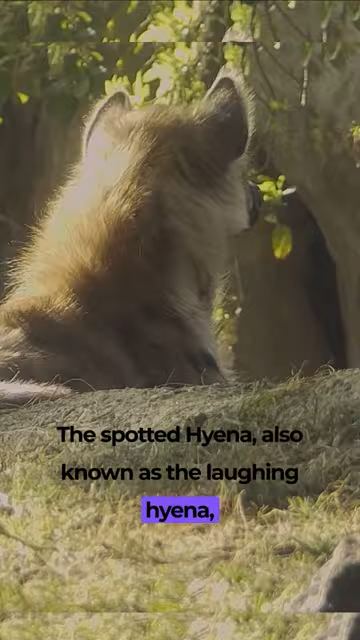 The spotted Hyena, also
known as the laughing
hyena,